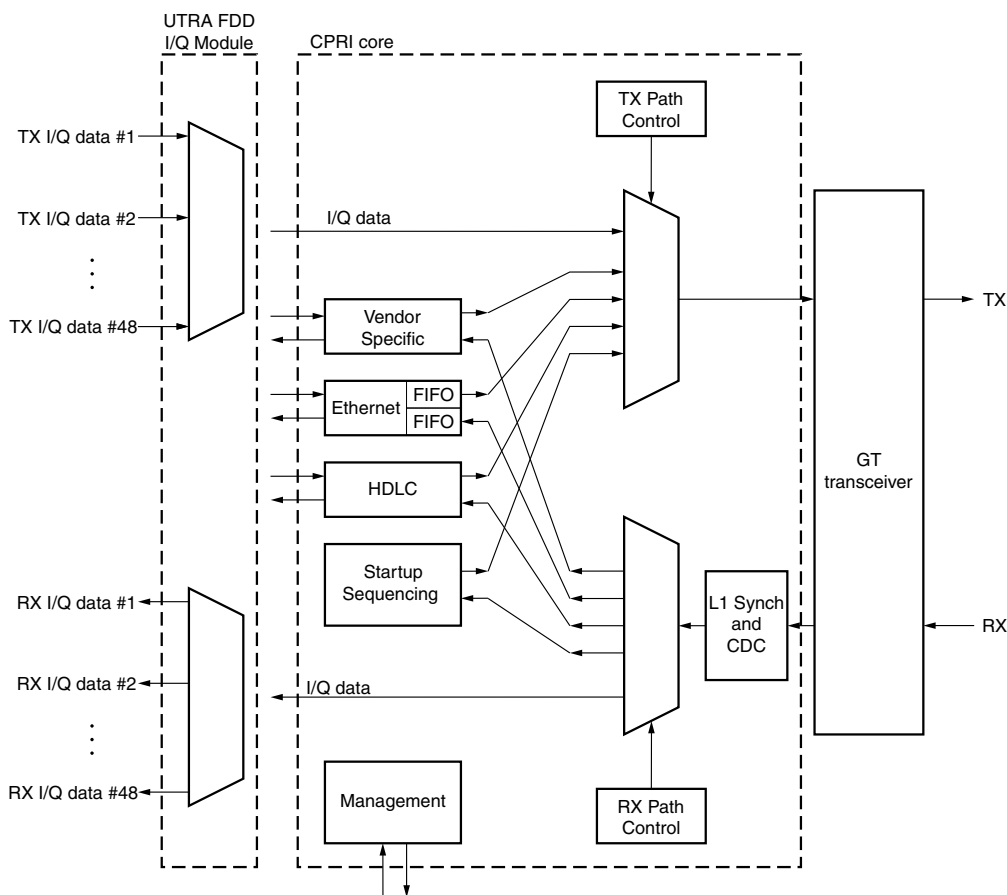 UTRA FDD
I/Q Module
CPRI core
TX Path
Control
TX I/Q data #1
TX I/Q data #2
TX I/Q data #48
I/Q data
Vendor
Specific
Ethernet
FIFO
FIFO
HDLC
Startup
Sequencing
GT
transceiver
TX
RX
L1 Synch
and
CDC
RX I/Q data #1
RX I/Q data #2
RX I/Q data #48
I/Q data
Management
RX Path
Control